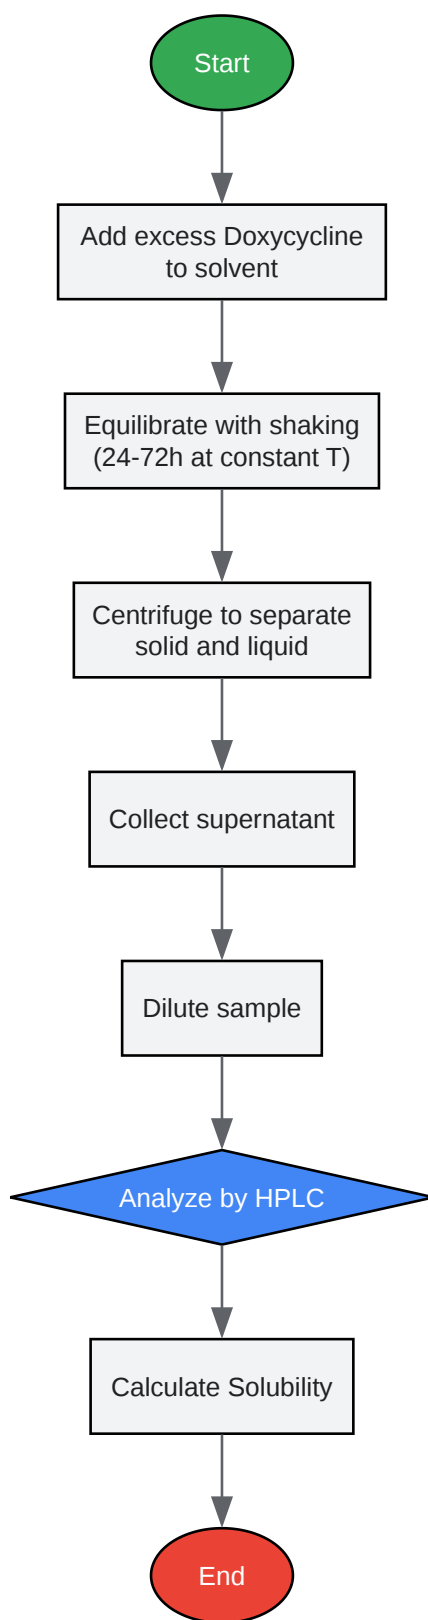 Start
Add excess Doxycycline
to solvent
Equilibrate with shaking
(24-72h at constant T)
Centrifuge to separate
solid and liquid
Collect supernatant
Dilute sample
Analyze by HPLC
Calculate Solubility
End